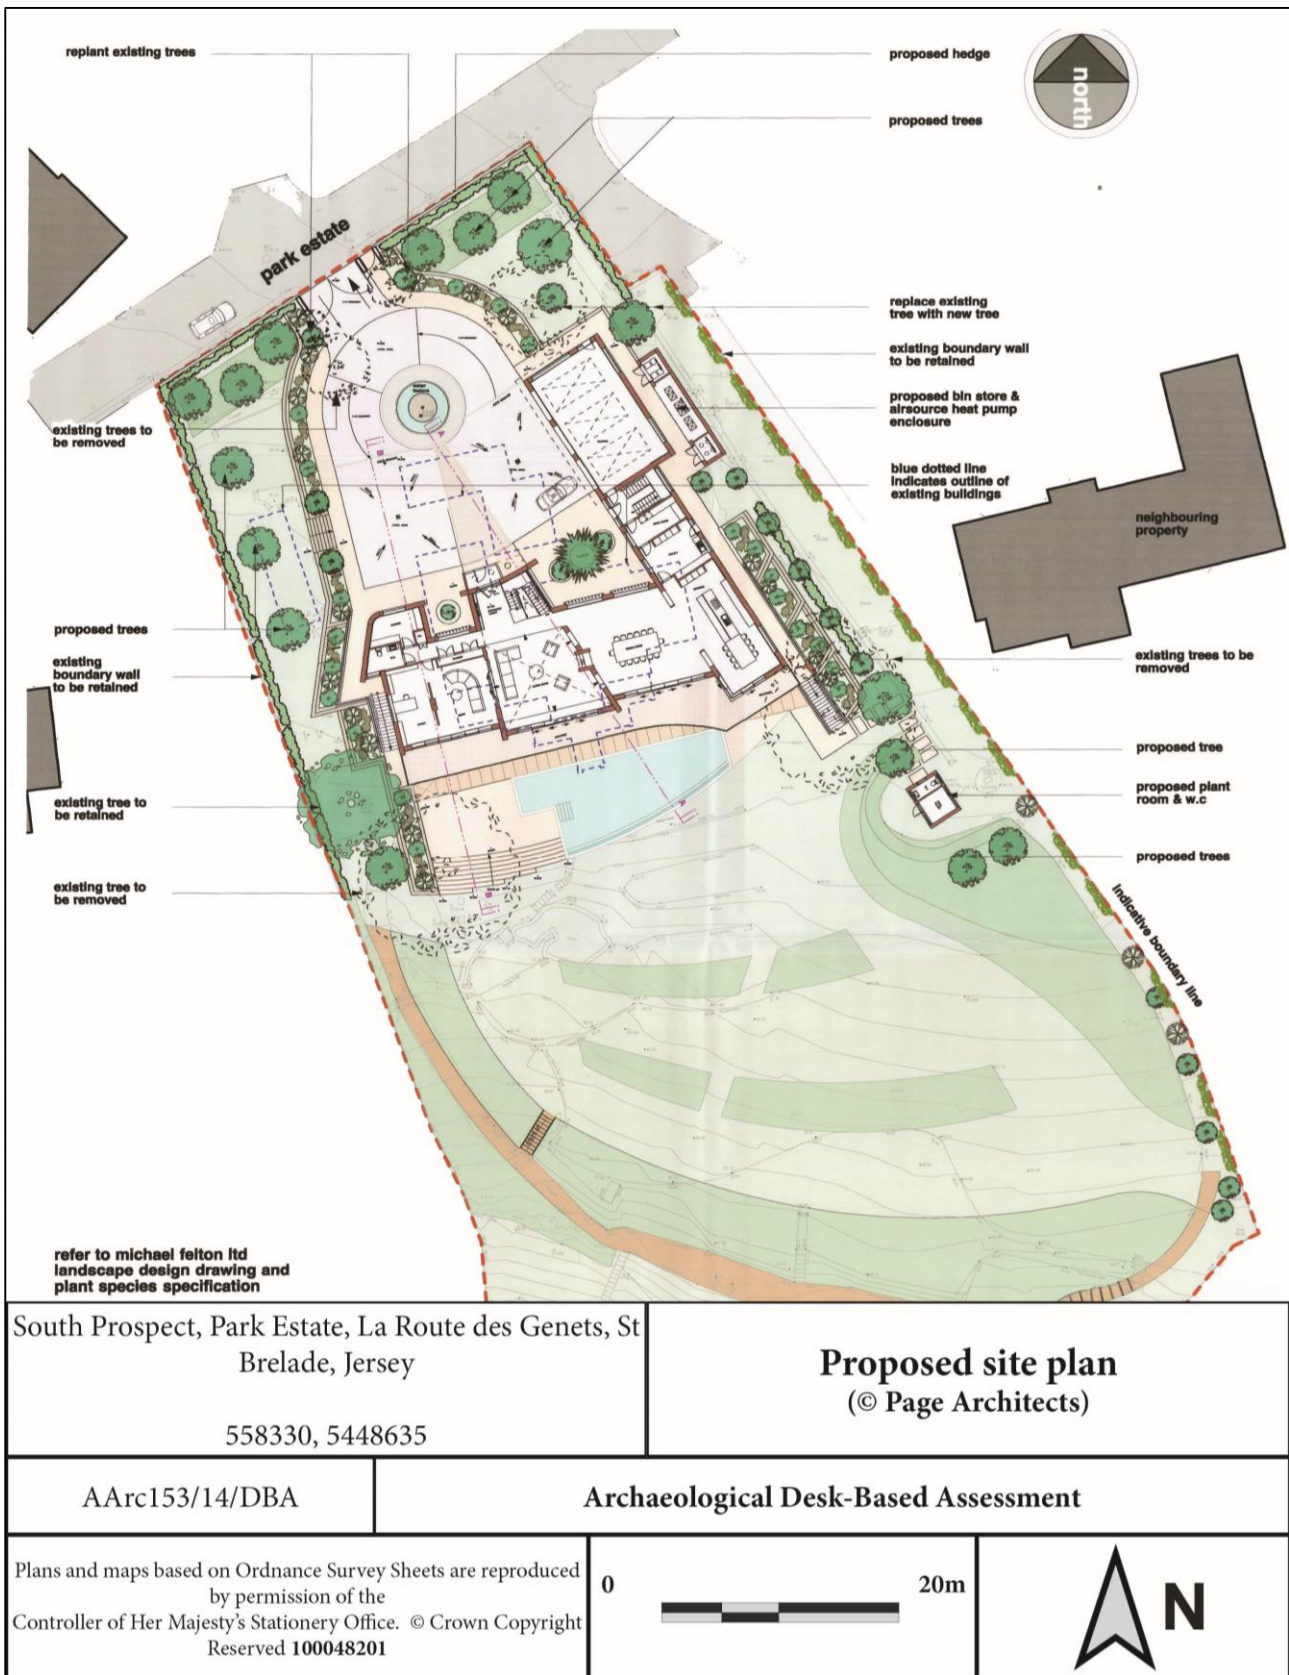 replant existing trees
proposed hedge
north
proposed trees
park estate
replace existing
tree with new tree
existing boundary wall
to be retained
proposed bin store &
airsource heat pump
enclosure
existing trees to
be removed
blue dotted line
indicates outline of
existing buildings
neighbouring
property
proposed trees
existing
boundary wall
to be retained
existing trees to be
removed
proposed tree
existing tree to
be retained
proposed plant
room & w.c
proposed trees
existing tree to
be removed
indicative boundary line
refer to michael felton ltd
landscape design drawing and
plant species specification
South Prospect, Park Estate, La Route des Genets, St
Brelade, Jersey
558330, 5448635
Proposed site plan
(© Page Architects)
AArc153/14/DBA
Archaeological Desk-Based Assessment
Plans and maps based on Ordnance Survey Sheets are reproduced
by permission of the
Controller of Her Majesty's Stationery Office. © Crown Copyright
Reserved 100048201
0 20m
N